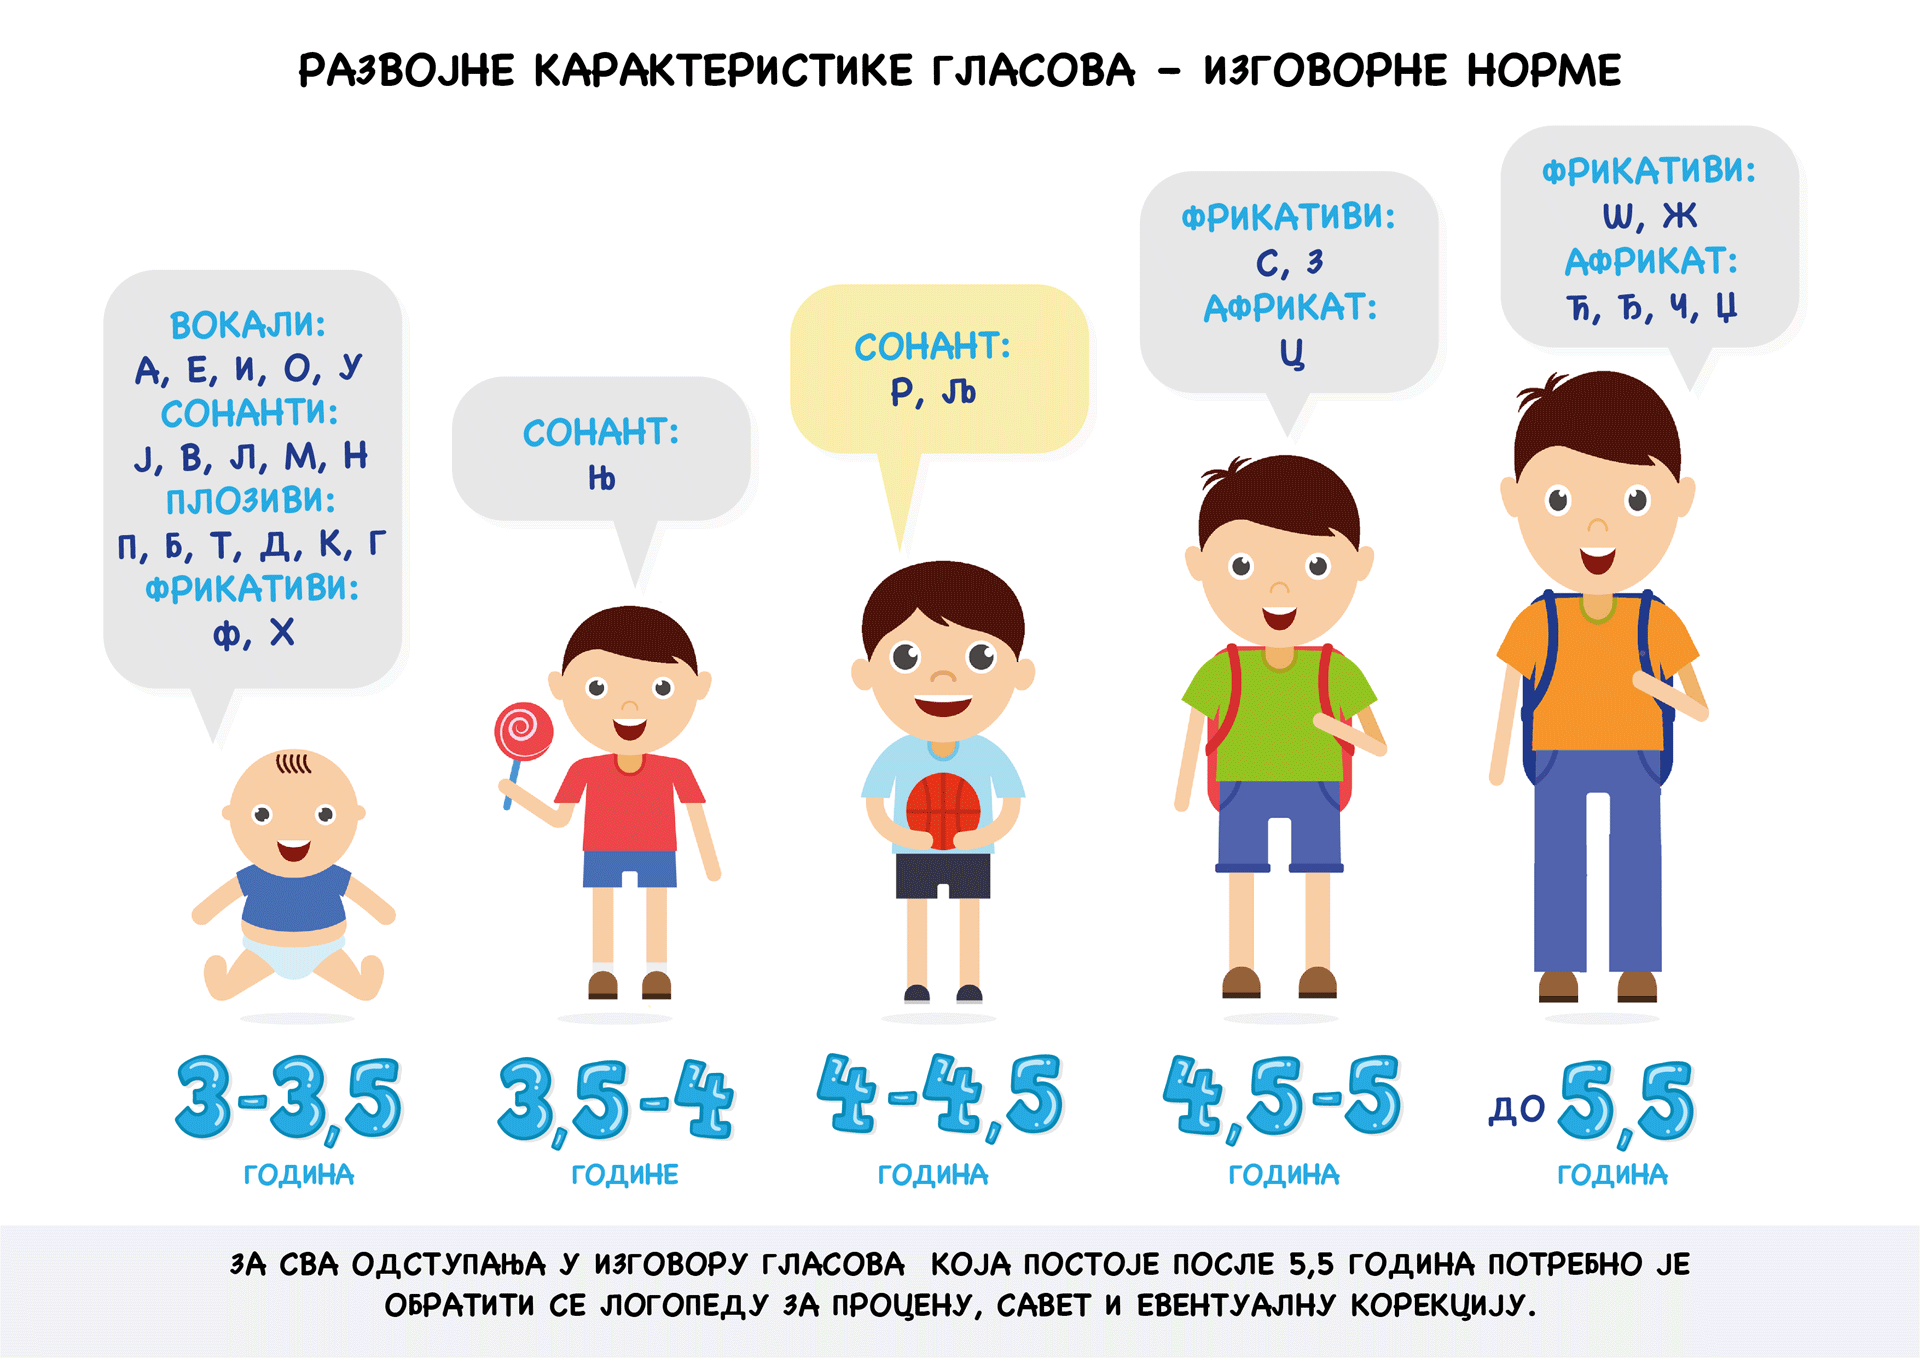 РАЗВОЈНЕ КАРАКТЕРИСТИКЕ ГЛАСОВА – ИЗГОВОРНЕ НОРМЕ
ВОКАЛИ:
А, Е, И, О, У
СОНАНТИ:
Ј, В, Л, М, Н
ПЛОЗИВИ:
П, Б, Т, Д, К, Г
ФРИКАТИВИ:
Ф, Х
СОНАНТ:
Њ
СОНАНТ:
Р, Љ
ФРИКАТИВИ:
С, З
АФРИКАТ:
Ц
ФРИКАТИВИ:
Ш, Ж
АФРИКАТ:
Ћ, Ђ, Ч, Џ
3-3,5
ГОДИНА
3,5-4
ГОДИНЕ
4-4,5
ГОДИНА
4,5-5
ГОДИНА
ДО 5,5
ГОДИНА
ЗА СВА ОДСТУПАЊА У ИЗГОВОРУ ГЛАСОВА КОЈА ПОСТОЈЕ ПОСЛЕ 5,5 ГОДИНА ПОТРЕБНО ЈЕ
ОБРАТИТИ СЕ ЛОГОПЕДУ ЗА ПРОЦЕНУ, САВЕТ И ЕВЕНТУАЛНУ КОРЕКЦИЈУ.